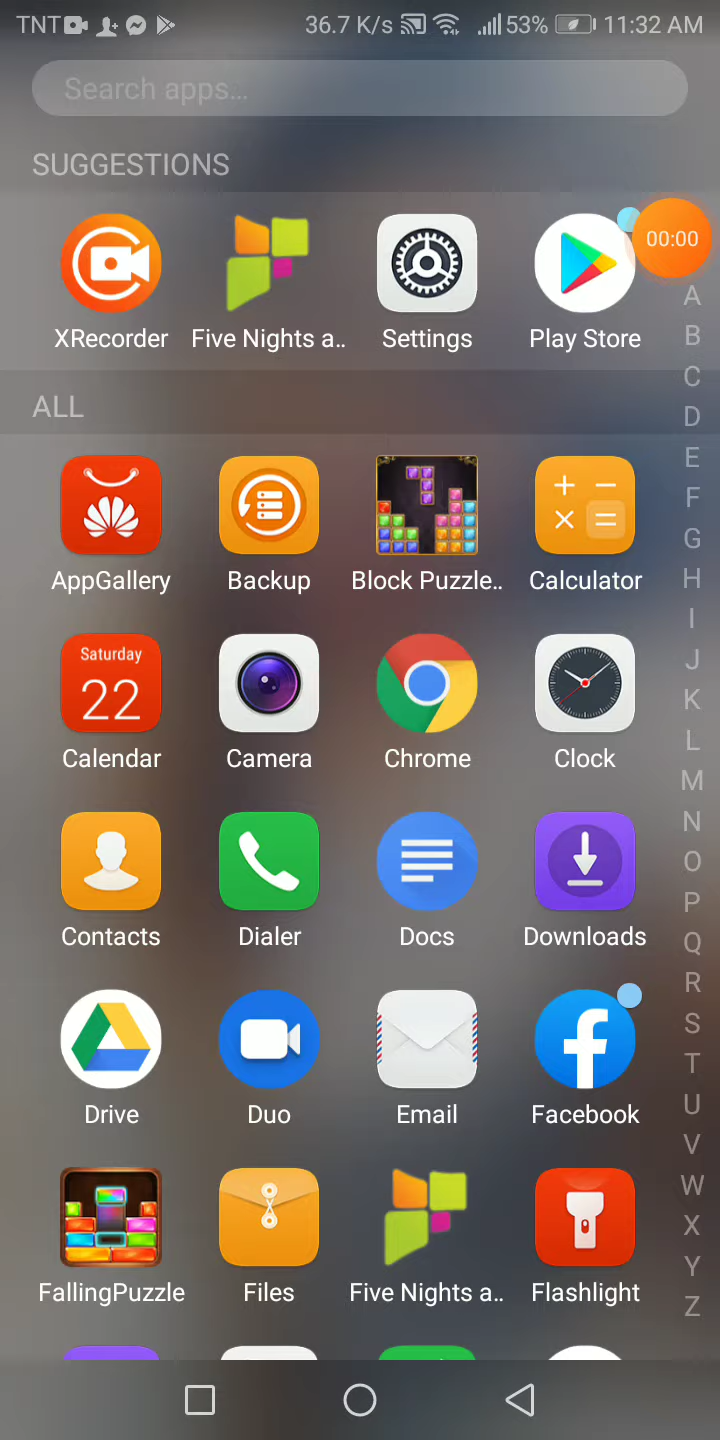 TNT 36.7 K/s 53% 11:32 AM
Search apps...
SUGGESTIONS
00:00
XRecorder Five Nights a.. Settings Play Store
ALL
AppGallery Backup Block Puzzle.. Calculator
Saturday
22
Calendar Camera Chrome Clock
Contacts Dialer Docs Downloads
Drive Duo Email Facebook
FallingPuzzle Files Five Nights a.. Flashlight
A
B
C
D
E
F
G
H
I
J
K
L
M
N
O
P
Q
R
S
T
U
V
W
X
Y
Z